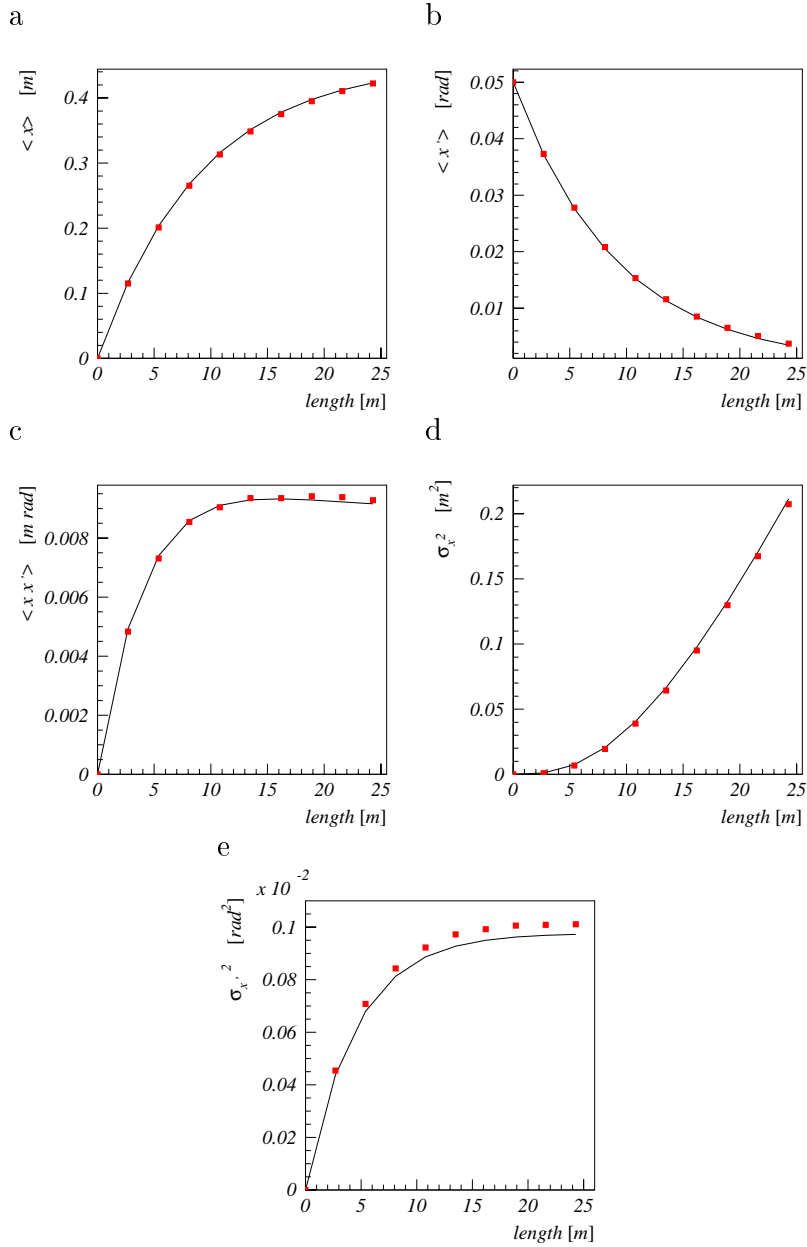 a
< x> [m]
0.4
0.3
0.2
0.1
0
0 5 10 15 20 25
length [m]
b
< x'> [rad]
0.05
0.04
0.03
0.02
0.01
0 5 10 15 20 25
length [m]
c
< x x'> [m rad]
0.008
0.006
0.004
0.002
0
0 5 10 15 20 25
length [m]
d
σx² [m²]
0.2
0.15
0.1
0.05
0
0 5 10 15 20 25
length [m]
e
x 10⁻²
σx'² [rad²]
0.1
0.08
0.06
0.04
0.02
0
0 5 10 15 20 25
length [m]